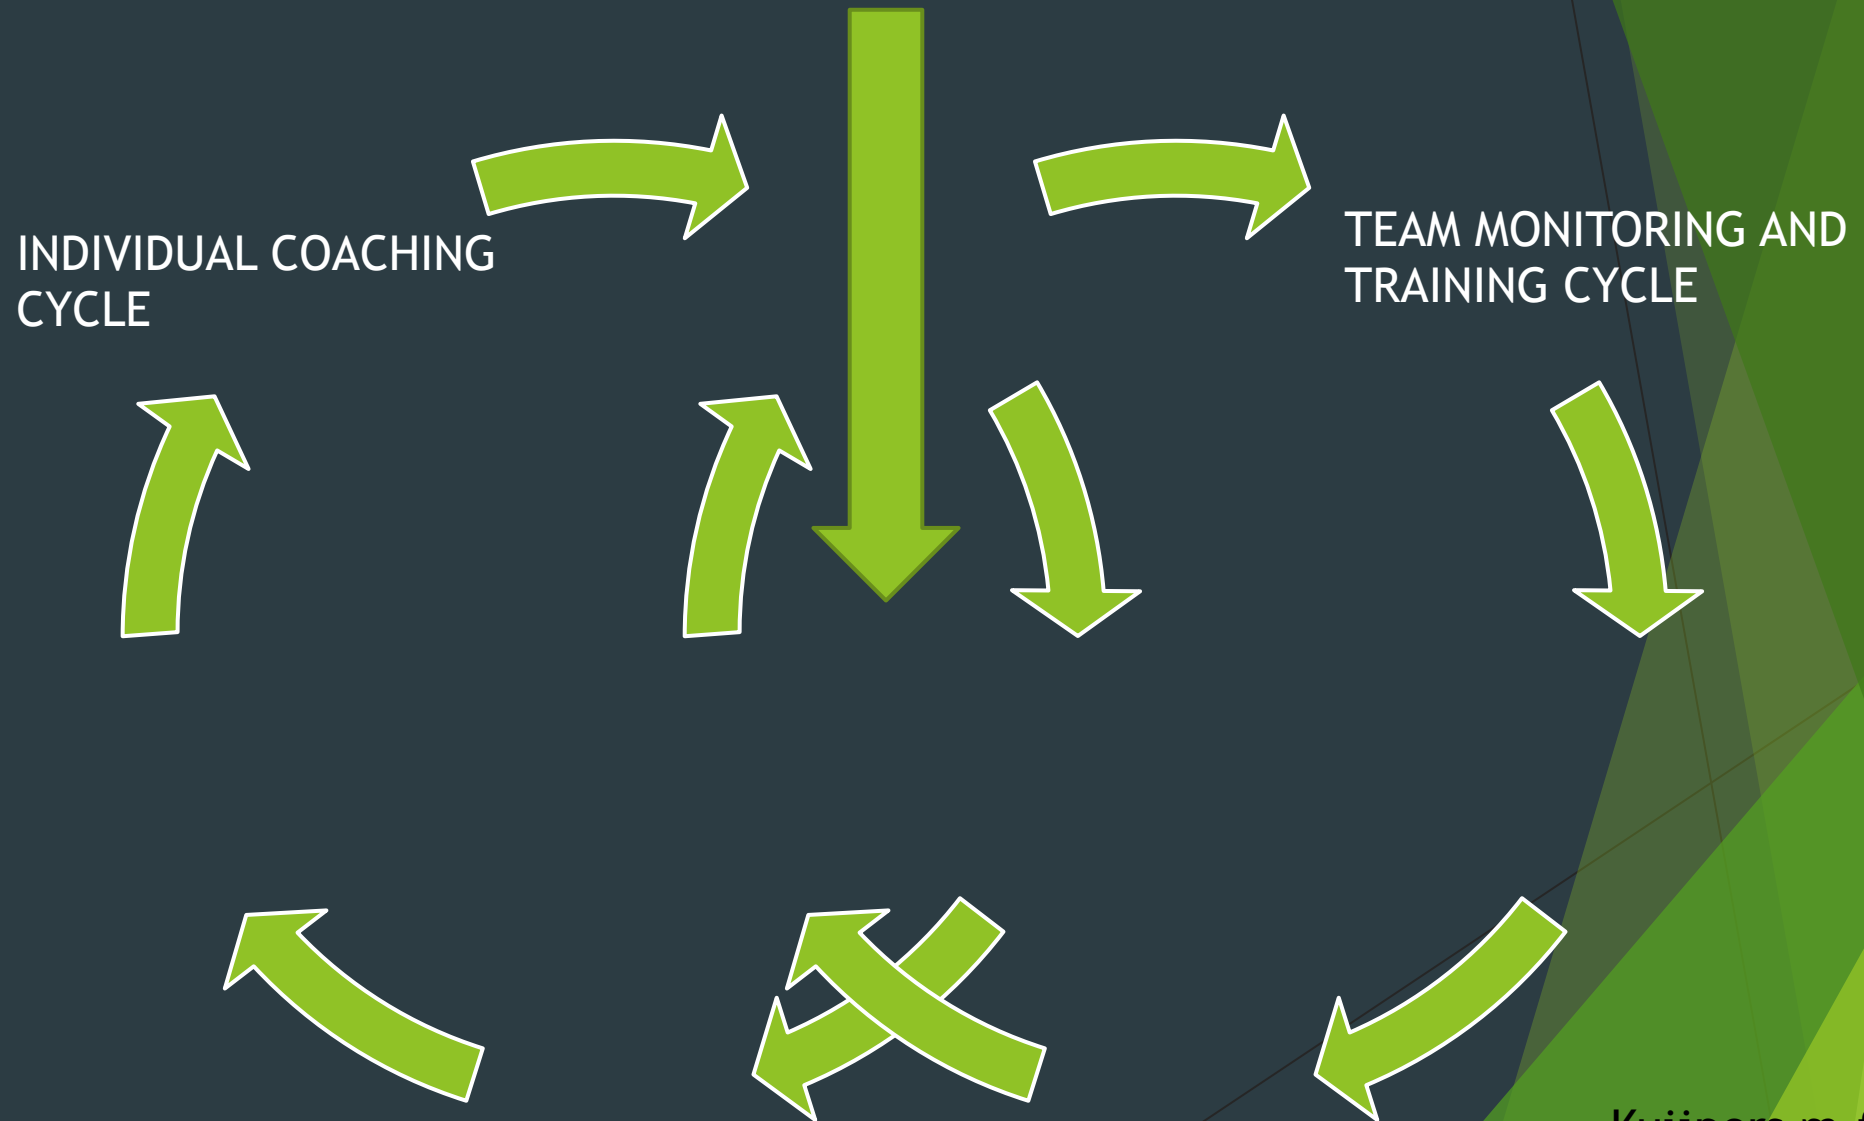 INDIVIDUAL COACHING
CYCLE
TEAM MONITORING AND
TRAINING CYCLE